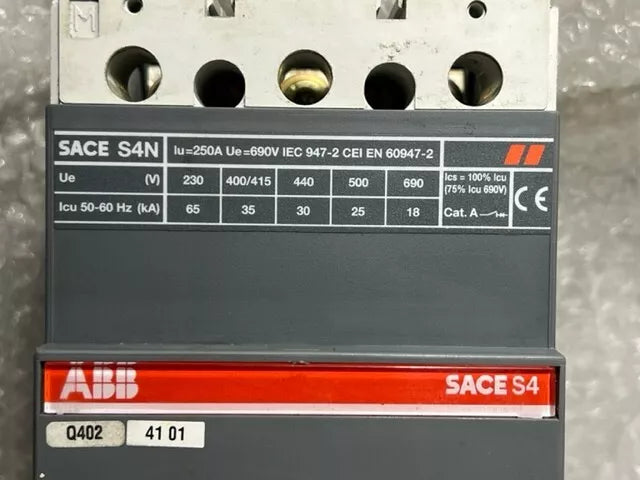 M
SACE S4N Iu=250A Ue=690V IEC 947-2 CEI EN 60947-2
Ue (V) 230 400/415 440 500 690 Ics = 100% Icu
(75% Icu 690V)
Icu 50-60 Hz (kA) 65 35 30 25 18 Cat. A
CE
ABB SACE S4
Q402 41 01